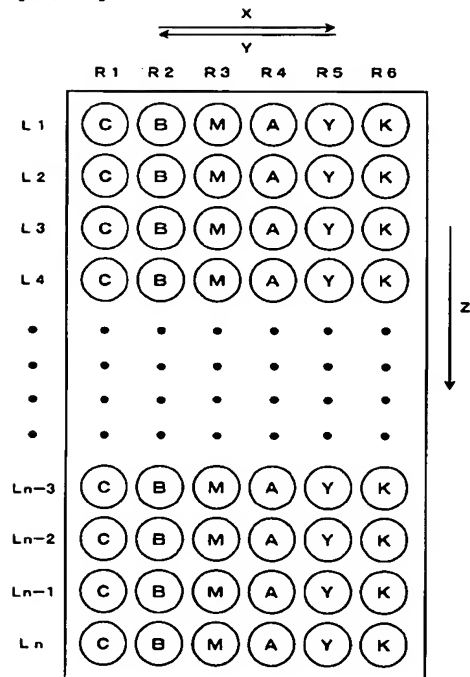 X
Y
R1 R2 R3 R4 R5 R6
L1 C B M A Y K
L2 C B M A Y K
L3 C B M A Y K
L4 C B M A Y K
Z
Ln-3 C B M A Y K
Ln-2 C B M A Y K
Ln-1 C B M A Y K
Ln C B M A Y K